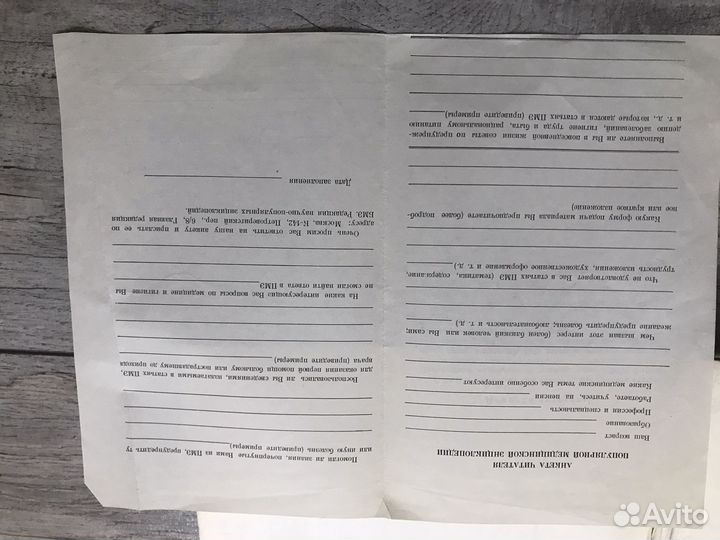 АНКЕТА ЧИТАТЕЛЯ
ПОПУЛЯРНОЙ МЕДИЦИНСКОЙ ЭНЦИКЛОПЕДИИ
Ваш возраст
Образование
Профессия и специальность
Работаете, учитесь, на пенсии
Какие медицинские темы Вас особенно интересуют
Чем вызван этот интерес (болен близкий человек или Вы сами;
желание предупредить болезнь, любознательность и т. д.)
Что не удовлетворяет Вас в статьях ПМЭ (тематика, содержание,
трудность изложения, художественное оформление и т. д.)
Какую форму подачи материала Вы предпочитаете (более подроб-
ное или краткое изложение)
Выполняете ли Вы в повседневной жизни советы по предупреж-
дению заболеваний, гигиене труда и быта, рациональному питанию
и т. д., которые даются в статьях ПМЭ (приведите примеры)
Помогли ли знания, почерпнутые Вами из ПМЭ, предупредить ту
или иную болезнь (приведите примеры)
Воспользовались ли Вы сведениями, излагаемыми в статьях ПМЭ,
для оказания первой помощи больному или пострадавшему до прихода
врача (приведите примеры)
На какие интересующие Вас вопросы по медицине и гигиене Вы
не смогли найти ответа в ПМЭ
Очень просим Вас ответить на нашу анкету и прислать ее по
адресу: Москва, К-142, Петроверигский пер., 6/8, Главная редакция
БМЭ, Редакция научно-популярных энциклопедий.
Дата заполнения
Avito